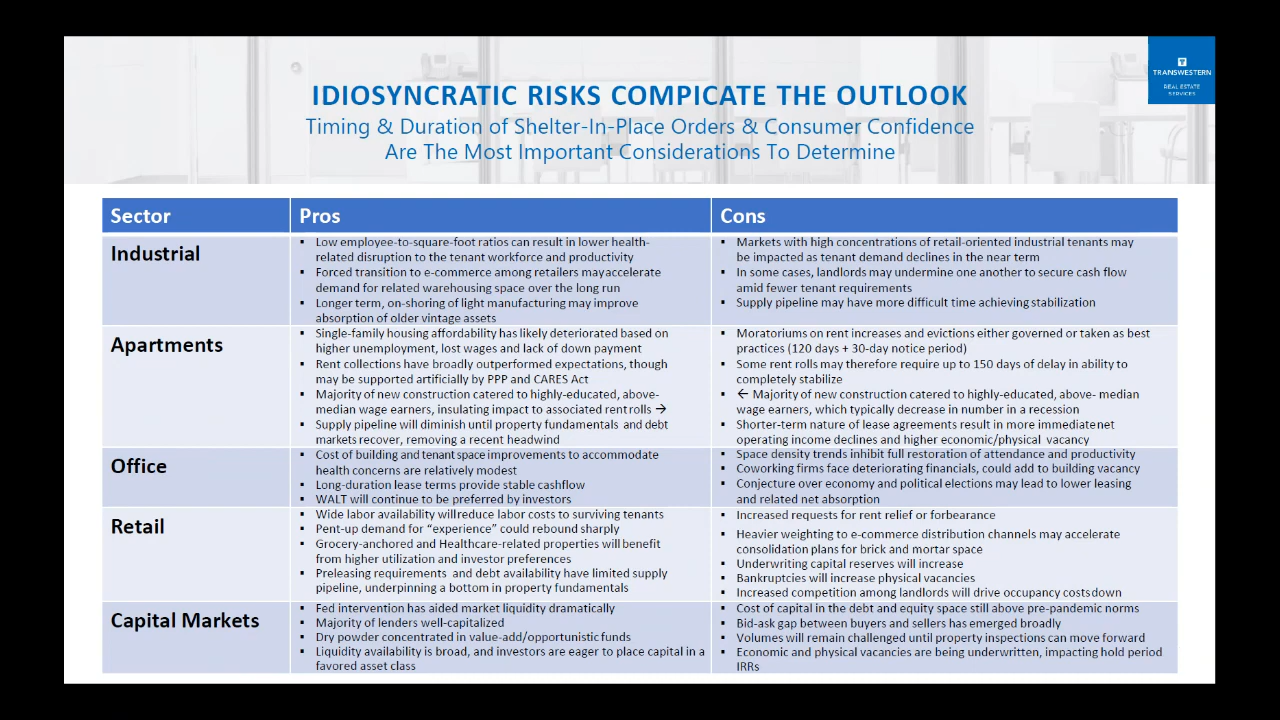 IDIOSYNCRATIC RISKS COMPICATE THE OUTLOOK
Timing & Duration of Shelter-In-Place Orders & Consumer Confidence
Are The Most Important Considerations To Determine
TRANSWESTERN
REAL ESTATE
SERVICES
Sector
Pros
Cons
Industrial
▪ Low employee-to-square-foot ratios can result in lower health-
related disruption to the tenant workforce and productivity
▪ Forced transition to e-commerce among retailers may accelerate
demand for related warehousing space over the long run
▪ Longer term, on-shoring of light manufacturing may improve
absorption of older vintage assets
▪ Markets with high concentrations of retail-oriented industrial tenants may
be impacted as tenant demand declines in the near term
▪ In some cases, landlords may undermine one another to secure cash flow
amid fewer tenant requirements
▪ Supply pipeline may have more difficult time achieving stabilization
Apartments
▪ Single-family housing affordability has likely deteriorated based on
higher unemployment, lost wages and lack of down payment
▪ Rent collections have broadly outperformed expectations, though
may be supported artificially by PPP and CARES Act
▪ Majority of new construction catered to highly-educated, above-
median wage earners, insulating impact to associated rent rolls →
▪ Supply pipeline will diminish until property fundamentals and debt
markets recover, removing a recent headwind
▪ Moratoriums on rent increases and evictions either governed or taken as best
practices (120 days + 30-day notice period)
▪ Some rent rolls may therefore require up to 150 days of delay in ability to
completely stabilize
▪ ← Majority of new construction catered to highly-educated, above- median
wage earners, which typically decrease in number in a recession
▪ Shorter-term nature of lease agreements result in more immediate net
operating income declines and higher economic/physical vacancy
Office
▪ Cost of building and tenant space improvements to accommodate
health concerns are relatively modest
▪ Long-duration lease terms provide stable cashflow
▪ WALT will continue to be preferred by investors
▪ Space density trends inhibit full restoration of attendance and productivity
▪ Coworking firms face deteriorating financials, could add to building vacancy
▪ Conjecture over economy and political elections may lead to lower leasing
and related net absorption
Retail
▪ Wide labor availability will reduce labor costs to surviving tenants
▪ Pent-up demand for “experience” could rebound sharply
▪ Grocery-anchored and Healthcare-related properties will benefit
from higher utilization and investor preferences
▪ Preleasing requirements and debt availability have limited supply
pipeline, underpinning a bottom in property fundamentals
▪ Increased requests for rent relief or forbearance
▪ Heavier weighting to e-commerce distribution channels may accelerate
consolidation plans for brick and mortar space
▪ Underwriting capital reserves will increase
▪ Bankruptcies will increase physical vacancies
▪ Increased competition among landlords will drive occupancy costs down
Capital Markets
▪ Fed intervention has aided market liquidity dramatically
▪ Majority of lenders well-capitalized
▪ Dry powder concentrated in value-add/opportunistic funds
▪ Liquidity availability is broad, and investors are eager to place capital in a
favored asset class
▪ Cost of capital in the debt and equity space still above pre-pandemic norms
▪ Bid-ask gap between buyers and sellers has emerged broadly
▪ Volumes will remain challenged until property inspections can move forward
▪ Economic and physical vacancies are being underwritten, impacting hold period
IRRs